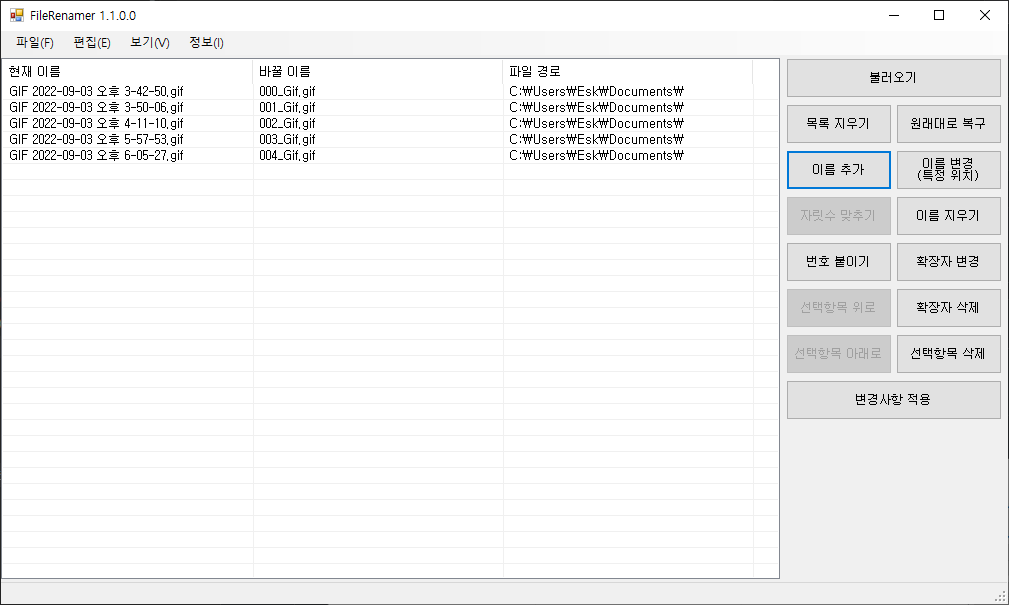 FileRenamer 1.1.0.0
파일(F) 편집(E) 보기(V) 정보(I)
현재 이름 바꿀 이름 파일 경로
GIF 2022-09-03 오후 3-42-50.gif 000_Gif.gif C:₩Users₩Esk₩Documents₩
GIF 2022-09-03 오후 3-50-06.gif 001_Gif.gif C:₩Users₩Esk₩Documents₩
GIF 2022-09-03 오후 4-11-10.gif 002_Gif.gif C:₩Users₩Esk₩Documents₩
GIF 2022-09-03 오후 5-57-53.gif 003_Gif.gif C:₩Users₩Esk₩Documents₩
GIF 2022-09-03 오후 6-05-27.gif 004_Gif.gif C:₩Users₩Esk₩Documents₩
불러오기
목록 지우기 원래대로 복구
이름 추가 이름 변경
(특정 위치)
자릿수 맞추기 이름 지우기
번호 붙이기 확장자 변경
선택항목 위로 확장자 삭제
선택항목 아래로 선택항목 삭제
변경사항 적용